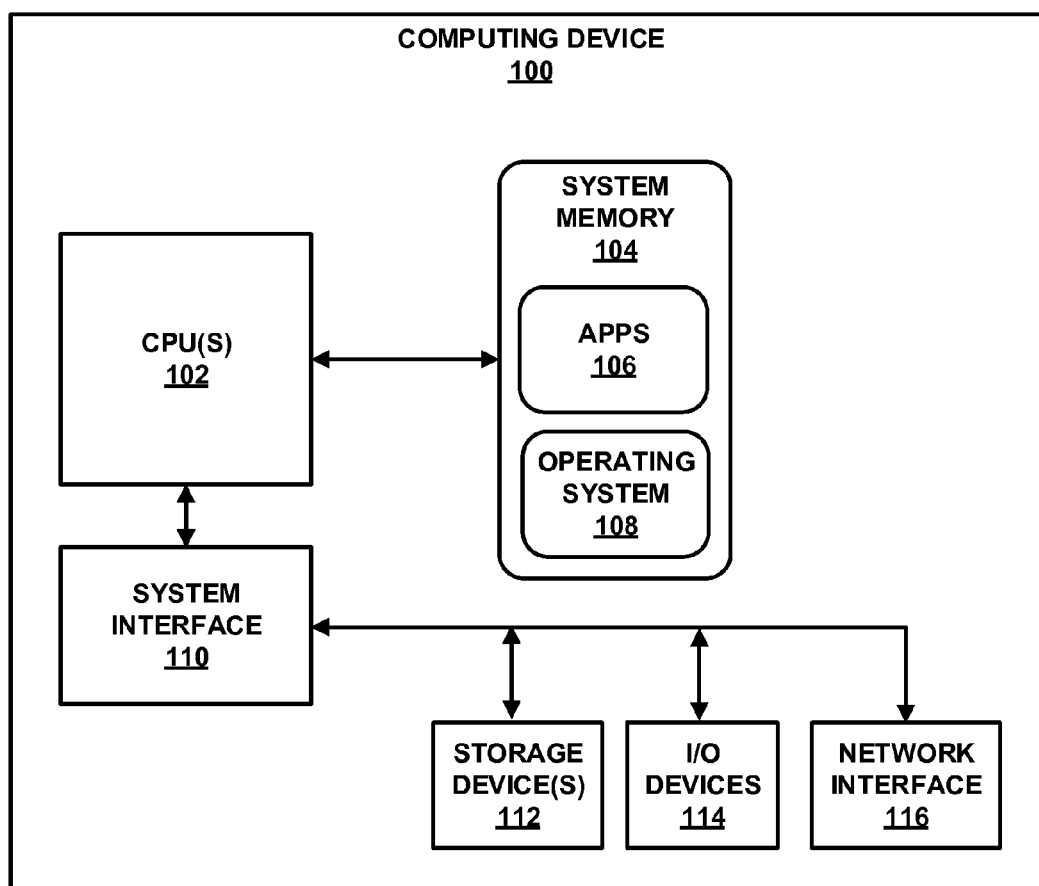 COMPUTING DEVICE
100
SYSTEM
MEMORY
104
CPU(S)
102
APPS
106
OPERATING
SYSTEM
108
SYSTEM
INTERFACE
110
STORAGE
DEVICE(S)
112
I/O
DEVICES
114
NETWORK
INTERFACE
116